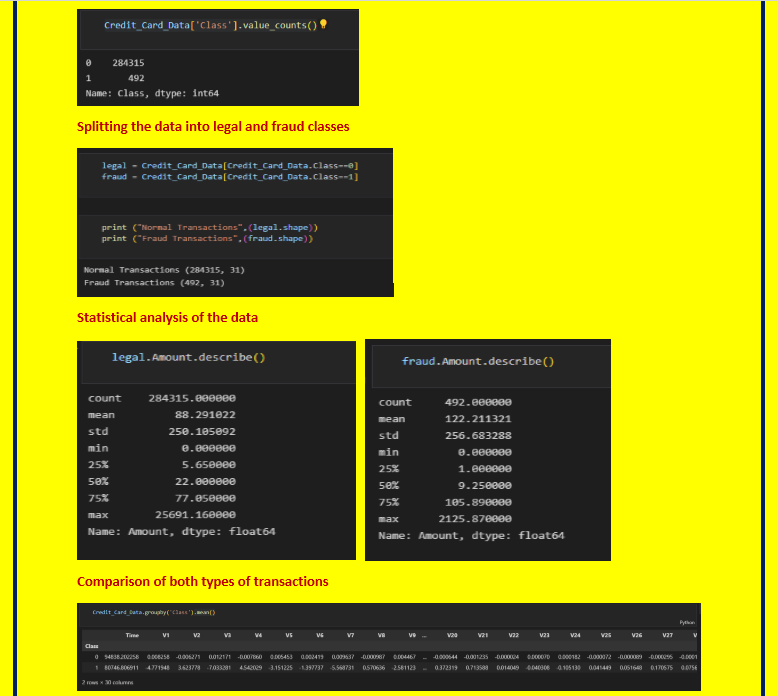 Credit_Card_Data['Class'].value_counts()
0 284315
1 492
Name: Class, dtype: int64
Splitting the data into legal and fraud classes
legal = Credit_Card_Data[Credit_Card_Data.Class==0]
fraud = Credit_Card_Data[Credit_Card_Data.Class==1]
print ("Normal Transactions",(legal.shape))
print ("Fraud Transactions",(fraud.shape))
Normal Transactions (284315, 31)
Fraud Transactions (492, 31)
Statistical analysis of the data
legal.Amount.describe()
count 284315.000000
mean 88.291022
std 250.105092
min 0.000000
25% 5.650000
50% 22.000000
75% 77.050000
max 25691.160000
Name: Amount, dtype: float64
fraud.Amount.describe()
count 492.000000
mean 122.211321
std 256.683288
min 0.000000
25% 1.000000
50% 9.250000
75% 105.890000
max 2125.870000
Name: Amount, dtype: float64
Comparison of both types of transactions
Credit_Card_Data.groupby('Class').mean()
Python
Time V1 V2 V3 V4 V5 V6 V7 V8 V9 ... V20 V21 V22 V23 V24 V25 V26 V27 V
Class
0 94838.202258 0.008258 -0.006271 0.012171 -0.007860 0.005453 0.002419 0.009637 -0.000987 0.004467 ... -0.000644 -0.001235 -0.000024 0.000070 0.000182 -0.000072 -0.000089 -0.000295 -0.0001
1 80746.806911 -4.771948 3.623778 -7.033281 4.542029 -3.151225 -1.397737 -5.568731 0.570636 -2.581123 ... 0.372319 0.713588 0.014049 -0.040308 -0.105130 0.041449 0.051648 0.170575 0.0756
2 rows × 30 columns